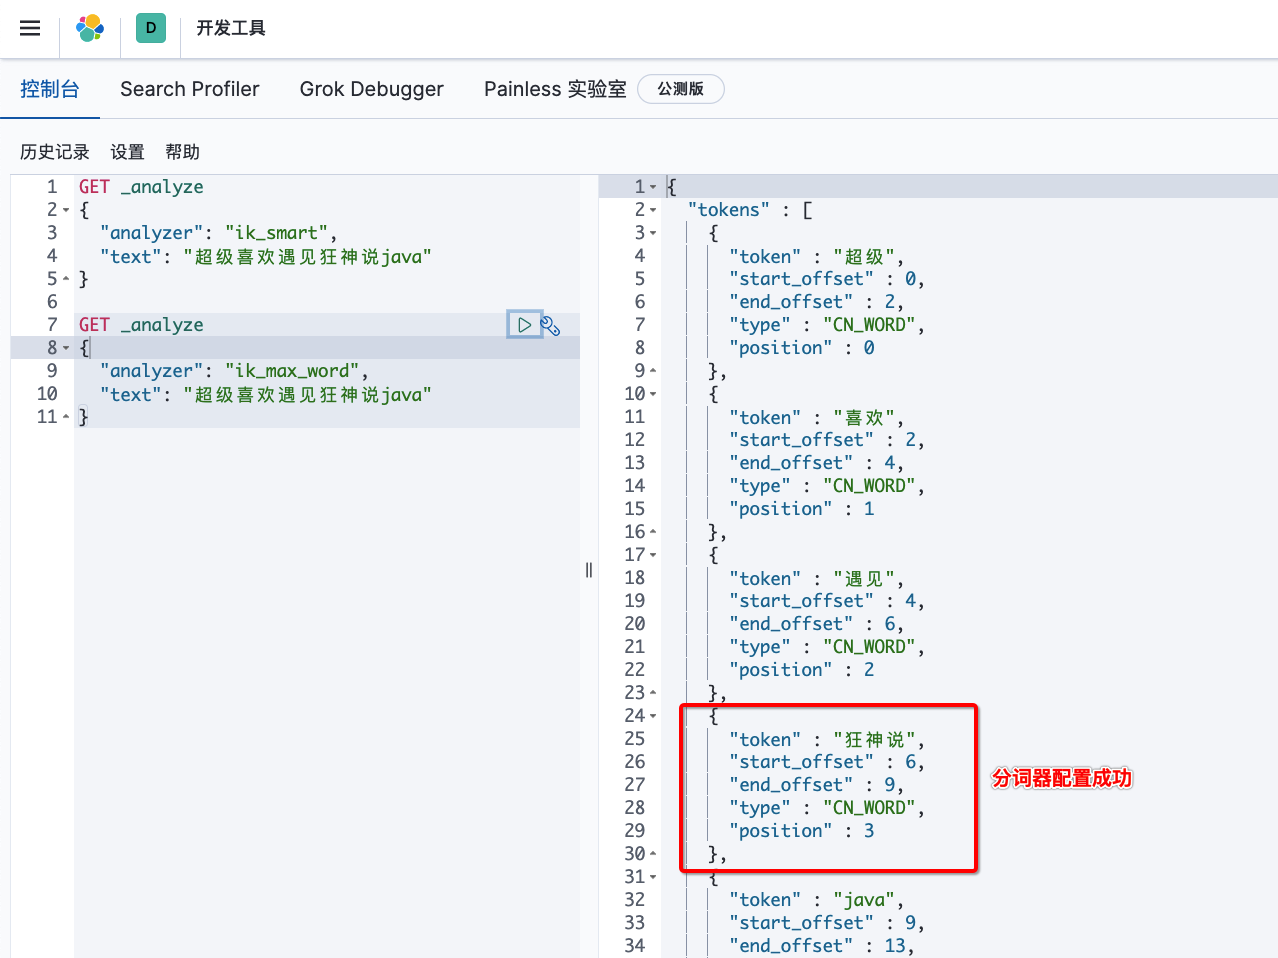 D 开发工具
控制台 Search Profiler Grok Debugger Painless 实验室 公测版
历史记录 设置 帮助
1 GET _analyze
2 {
3 "analyzer": "ik_smart",
4 "text": "超级喜欢遇见狂神说java"
5 }
6
7 GET _analyze
8 {
9 "analyzer": "ik_max_word",
10 "text": "超级喜欢遇见狂神说java"
11 }
1 {
2 "tokens" : [
3 {
4 "token" : "超级",
5 "start_offset" : 0,
6 "end_offset" : 2,
7 "type" : "CN_WORD",
8 "position" : 0
9 },
10 {
11 "token" : "喜欢",
12 "start_offset" : 2,
13 "end_offset" : 4,
14 "type" : "CN_WORD",
15 "position" : 1
16 },
17 {
18 "token" : "遇见",
19 "start_offset" : 4,
20 "end_offset" : 6,
21 "type" : "CN_WORD",
22 "position" : 2
23 },
24 {
25 "token" : "狂神说",
26 "start_offset" : 6,
27 "end_offset" : 9,
28 "type" : "CN_WORD",
29 "position" : 3
30 },
31 {
32 "token" : "java",
33 "start_offset" : 9,
34 "end_offset" : 13,
分词器配置成功